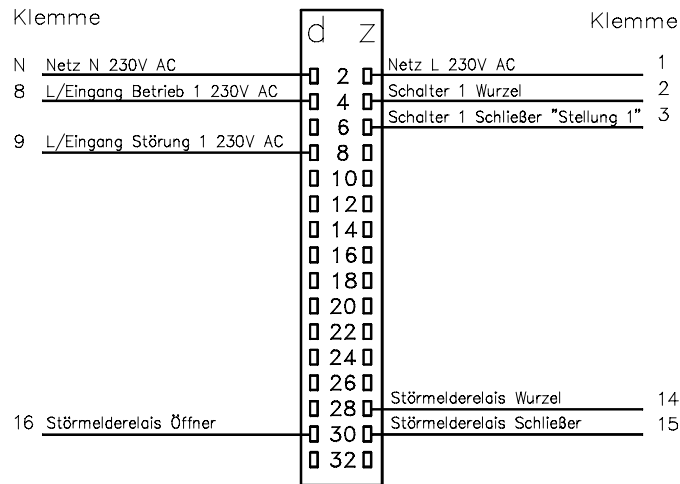 Klemme d z Klemme
N Netz N 230V AC 2 Netz L 230V AC 1
8 L/Eingang Betrieb 1 230V AC 4 Schalter 1 Wurzel 2
6 Schalter 1 Schließer "Stellung 1" 3
9 L/Eingang Störung 1 230V AC 8
10
12
14
16
18
20
22
24
26
28 Störmelderelais Wurzel 14
16 Störmelderelais Öffner 30 Störmelderelais Schließer 15
32